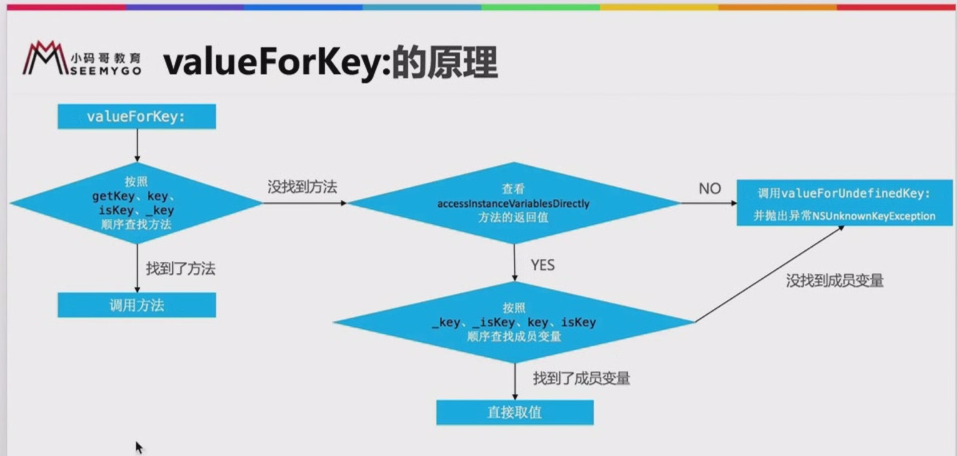 小码哥教育
SEEMYGO
valueForKey:的原理
valueForKey:
按照
getKey、key、
isKey、_key
顺序查找方法
没找到方法
查看
accessInstanceVariablesDirectly
方法的返回值
NO
调用valueForUndefinedKey:
并抛出异常NSUnknownKeyException
找到了方法
调用方法
YES
没找到成员变量
按照
_key、_isKey、key、isKey
顺序查找成员变量
找到了成员变量
直接取值